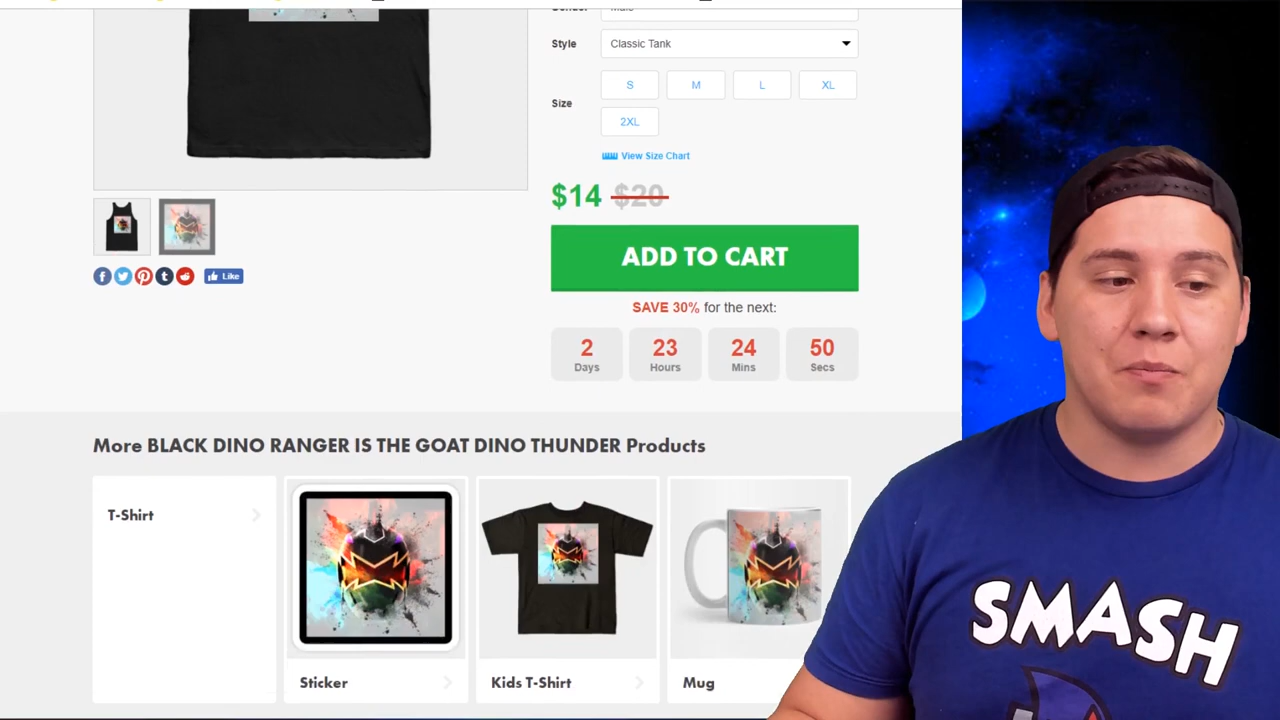 Style
Classic Tank
S
M
L
XL
Size
2XL
View Size Chart
$14 $20
ADD TO CART
SAVE 30% for the next:
2
23
24
50
Days
Hours
Mins
Secs
Like
More BLACK DINO RANGER IS THE GOAT DINO THUNDER Products
T-Shirt
Sticker
Kids T-Shirt
Mug
SMASH